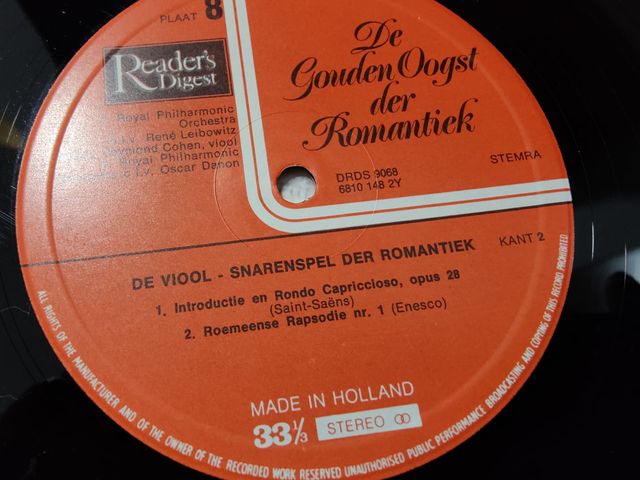 PLAAT 8
Reader's
Digest
De
Gouden Oogst
der
Romantiek
Royal Philharmonic
Orchestra
René Leibowitz
Cohen, viool
Royal Philharmonic
i.v. Oscar Danon
DRDS 9068
6810 148 2Y
STEMRA
DE VIOOL - SNARENSPEL DER ROMANTIEK
KANT 2
1. Introductie en Rondo Capriccioso, opus 28
(Saint-Saëns)
2. Roemeense Rapsodie nr. 1 (Enesco)
MADE IN HOLLAND
33 1/3 STEREO
ALL RIGHTS OF THE MANUFACTURER AND OF THE OWNER OF THE RECORDED WORK RESERVED UNAUTHORISED PUBLIC PERFORMANCE BROADCASTING AND COPYING OF THIS RECORD PROHIBITED